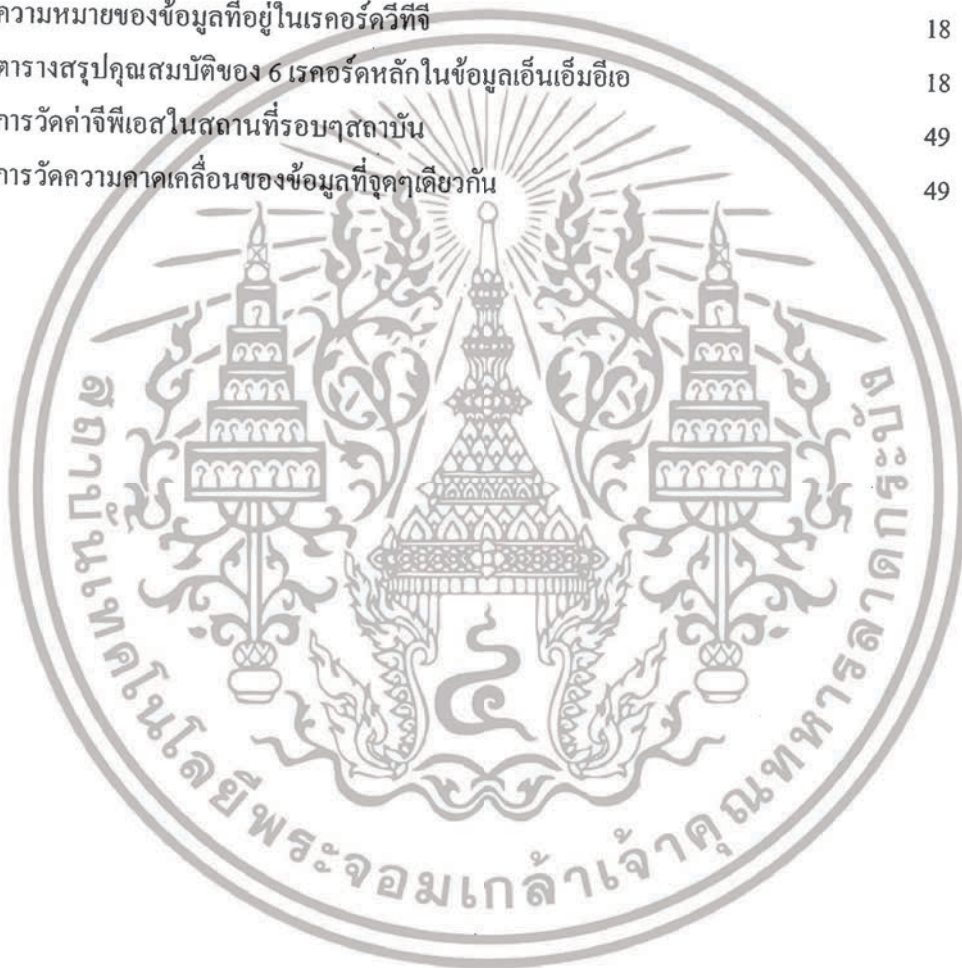 ความหมายของข้อมูลที่อยู่ในเรคอร์ดวีทีจี 18
ตารางสรุปคุณสมบัติของ 6 เรคอร์ดหลักในข้อมูลเอ็นเอ็มอีเอ 18
การวัดค่าจีพีเอสในสถานที่รอบๆสถาบัน 49
การวัดความคาดเคลื่อนของข้อมูลที่จุดๆเดียวกัน 49
๔
สถาบันเทคโนโลยีพระจอมเกล้าเจ้าคุณทหารลาดกระบัง